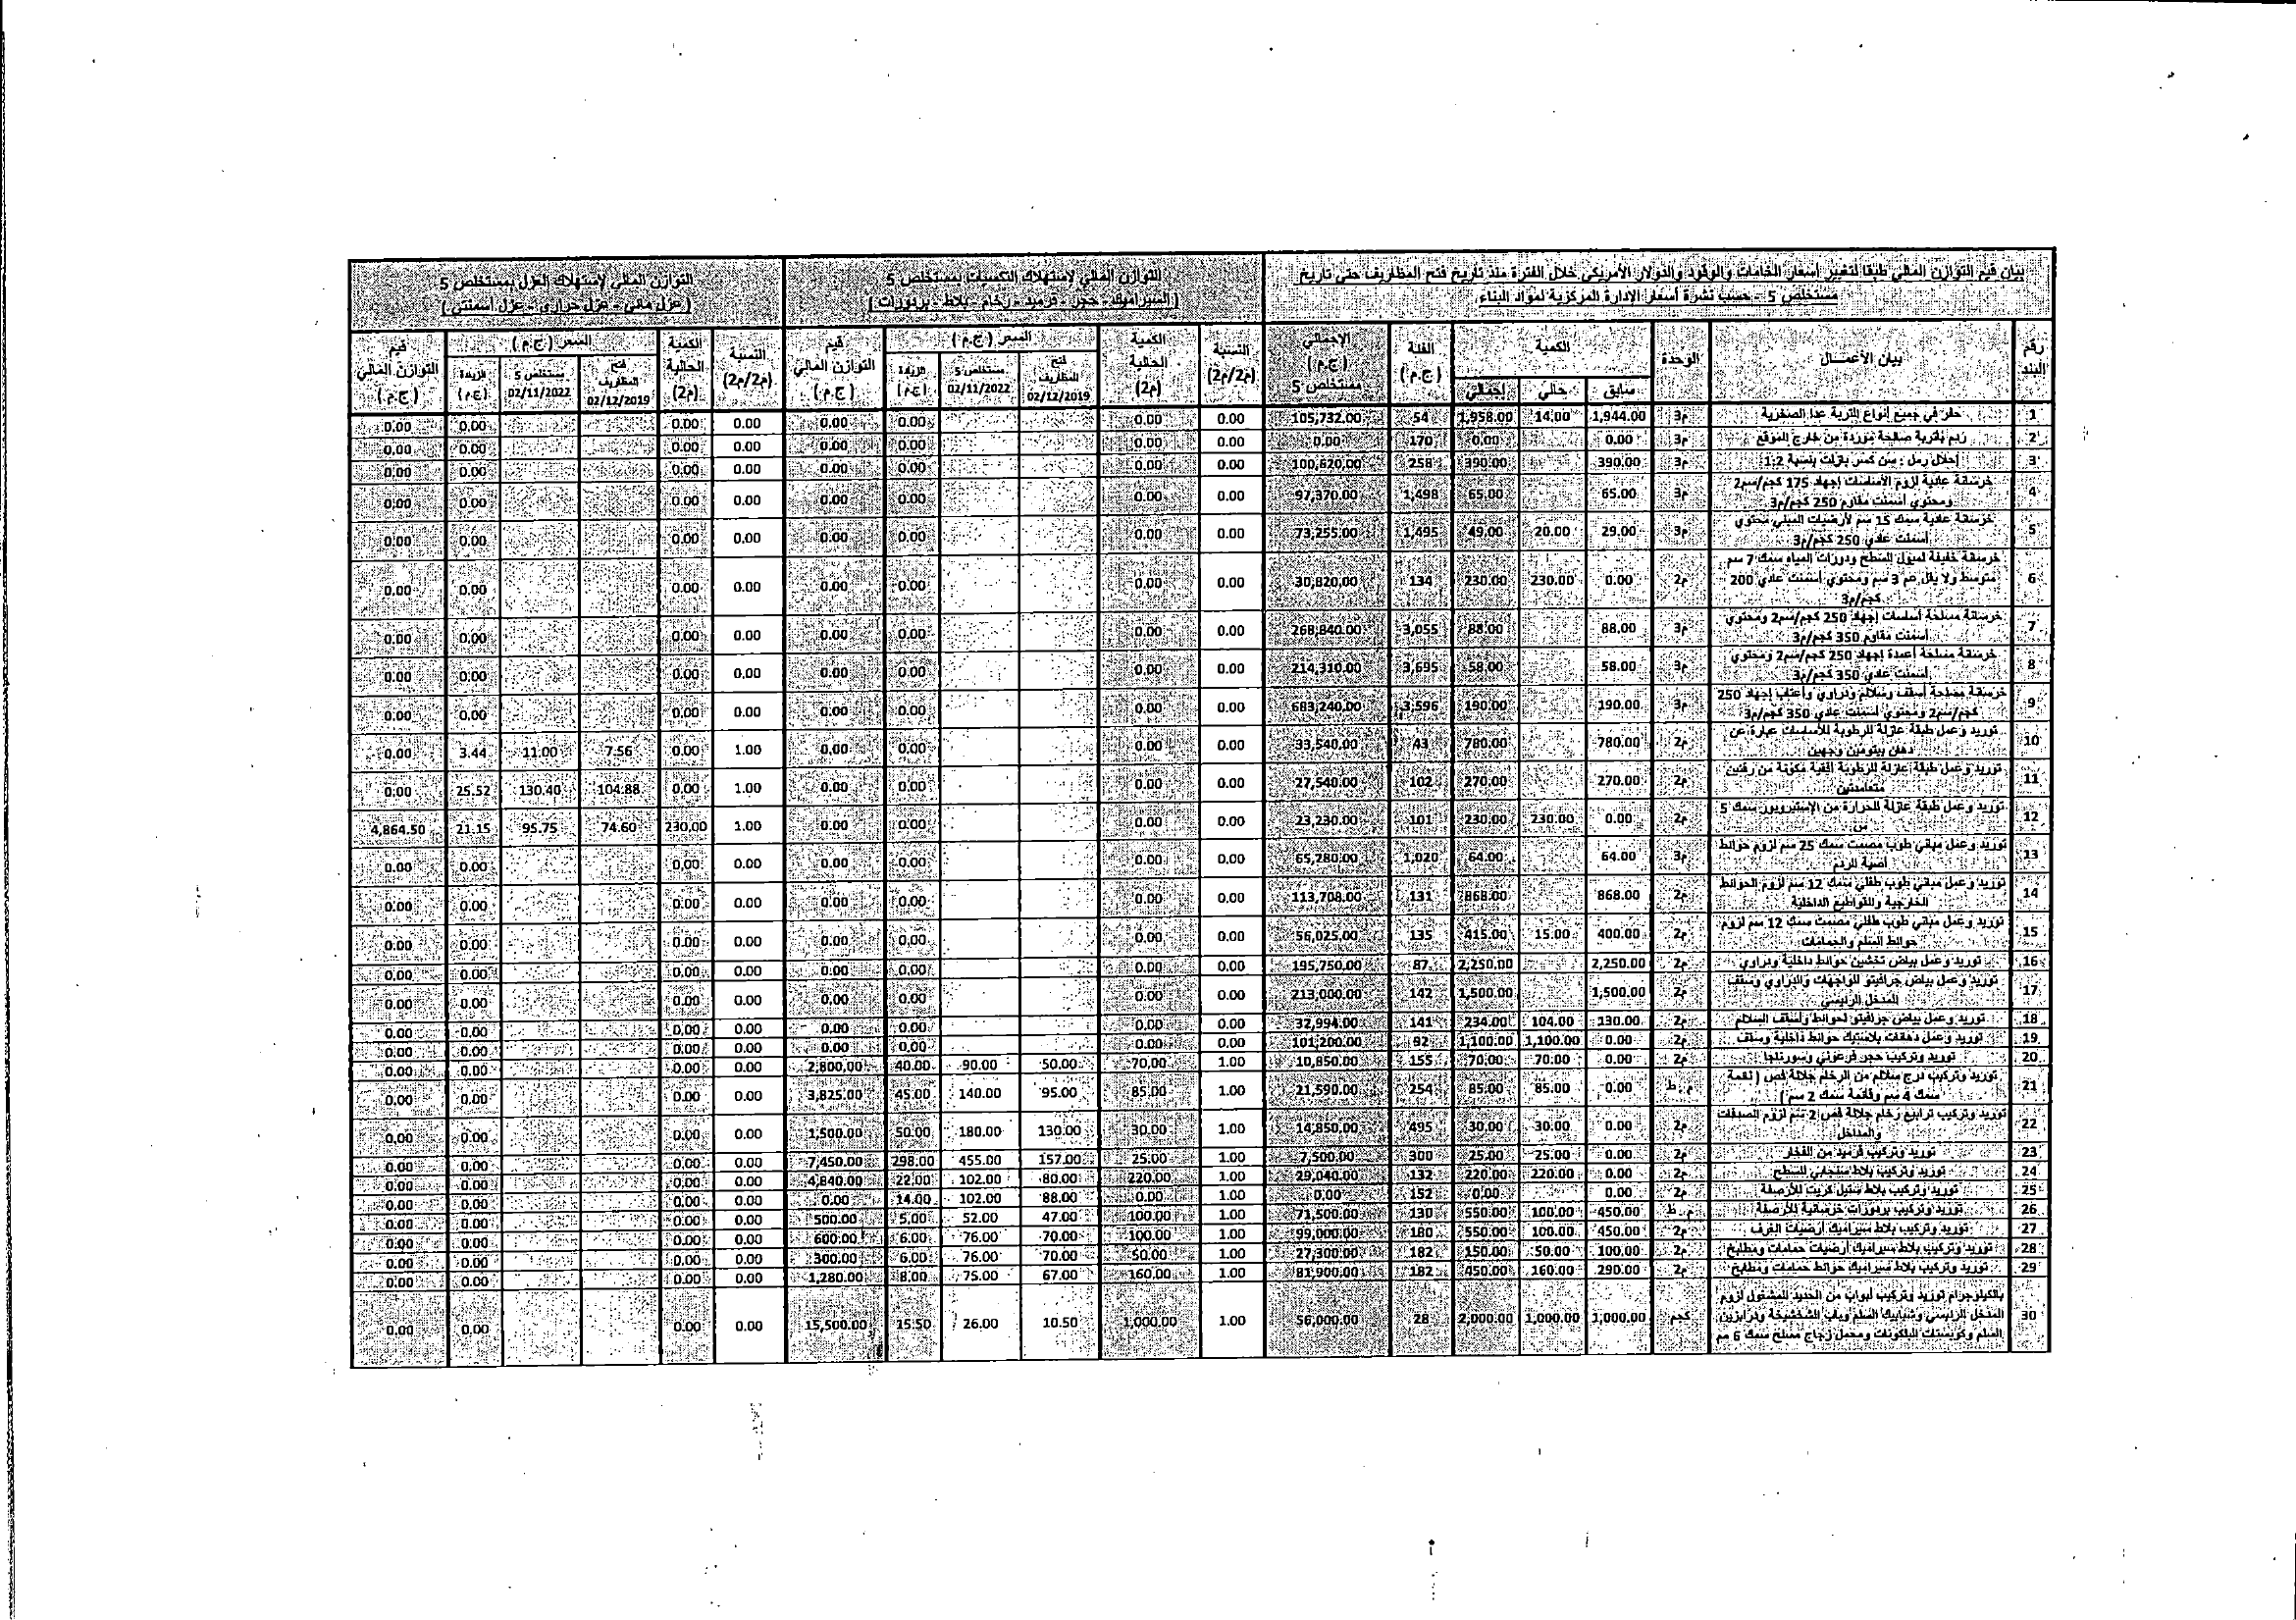 بيان قيم التوازن المالي طبقا لتغير أسعار الخامات والوقود والدولار الأمريكي خلال الفترة منذ تاريخ فتح المظاريف حتى تاريخ
مستخلص 5 - حسب نشرة أسعار الإدارة المركزية لمواد البناء
التوازن المالي لإستهلاك التكسيات بمستخلص 5
( السيراميك - حجر - قرميد - رخام - بلاط - بردورات )
التوازن المالي لإستهلاك العزل بمستخلص 5
( عزل مائي - عزل حراري - عزل اسمنتي )
رقم البند بيان الأعمـــال الوحدة الكمية سابق حالي إجمالي الفئة (ج.م) الإجمالي (ج.م) مستخلص 5 النسبة (م2/م2) الكمية الحالية (م2) السعر (ج.م) فتح المظاريف 02/12/2019 مستخلص 5 02/11/2022 الزيادة (ج.م) قيم التوازن المالي (ج.م) النسبة (م2/م2) الكمية الحالية (م2) السعر (ج.م) فتح المظاريف 02/12/2019 مستخلص 5 02/11/2022 الزيادة (ج.م) قيم التوازن المالي (ج.م)
1 حفر في جميع أنواع التربة عدا الصخرية م3 1,944.00 14.00 1,958.00 54 105,732.00 0.00 0.00 0.00 0.00 0.00 0.00 0.00 0.00
2 ردم بأتربة صالحة موردة من خارج الموقع م3 0.00 0.00 170 0.00 0.00 0.00 0.00 0.00 0.00 0.00 0.00 0.00
3 إحلال رمل : سن كسر بازلت بنسبة 1:2 م3 390.00 390.00 258 100,620.00 0.00 0.00 0.00 0.00 0.00 0.00 0.00 0.00
4 خرسانة عادية لزوم الأساسات إجهاد 175 كجم/سم2
ومحتوي أسمنت مقاوم 250 كجم/م3 م3 65.00 65.00 1,498 97,370.00 0.00 0.00 0.00 0.00 0.00 0.00 0.00 0.00
5 خرسانة عادية سمك 15 سم لأرضيات المباني محتوي
أسمنت عادي 250 كجم/م3 م3 29.00 20.00 49.00 1,495 73,255.00 0.00 0.00 0.00 0.00 0.00 0.00 0.00 0.00
6 خرسانة خفيفة لميول السطح ودورات المياه سمك 7 سم
متوسط ولا يقل عم 3 سم ومحتوي أسمنت عادي 200
كجم/م3 م2 0.00 230.00 230.00 134 30,820.00 0.00 0.00 0.00 0.00 0.00 0.00 0.00 0.00
7 خرسانة مسلحة أساسات إجهاد 250 كجم/سم2 ومحتوي
أسمنت مقاوم 350 كجم/م3 م3 88.00 88.00 3,055 268,840.00 0.00 0.00 0.00 0.00 0.00 0.00 0.00 0.00
8 خرسانة مسلحة أعمدة إجهاد 250 كجم/سم2 ومحتوي
أسمنت عادي 350 كجم/م3 م3 58.00 58.00 3,695 214,310.00 0.00 0.00 0.00 0.00 0.00 0.00 0.00 0.00
9 خرسانة مسلحة أسقف وسلالم ودراوي وأعتاب إجهاد 250
كجم/سم2 ومحتوي أسمنت عادي 350 كجم/م3 م3 190.00 190.00 3,596 683,240.00 0.00 0.00 0.00 0.00 0.00 0.00 0.00 0.00
10 توريد وعمل طبقة عازلة للرطوبة للأساسات عبارة عن
دهان بيتومين وجهين م2 780.00 780.00 43 33,540.00 0.00 0.00 0.00 0.00 1.00 0.00 7.56 11.00 3.44 0.00
11 توريد وعمل طبقة عازلة للرطوبة أفقية مكونة من رقتين
متعامدتين م2 270.00 270.00 102 27,540.00 0.00 0.00 0.00 0.00 1.00 0.00 104.88 130.40 25.52 0.00
12 توريد وعمل طبقة عازلة للحرارة من الإستيروبور سمك 5
سم م2 0.00 230.00 230.00 101 23,230.00 0.00 0.00 0.00 0.00 1.00 230.00 74.60 95.75 21.15 4,864.50
13 توريد وعمل مباني طوب مصمت سمك 25 سم لزوم حوائط
قصة الردم م3 64.00 64.00 1,020 65,280.00 0.00 0.00 0.00 0.00 0.00 0.00 0.00 0.00
14 توريد وعمل مباني طوب طفلي سمك 12 سم لزوم الحوائط
الخارجية والقواطيع الداخلية م2 868.00 868.00 131 113,708.00 0.00 0.00 0.00 0.00 0.00 0.00 0.00 0.00
15 توريد وعمل مباني طوب طفلي مصمت سمك 12 سم لزوم
حوائط السلم والحمامات م2 400.00 15.00 415.00 135 56,025.00 0.00 0.00 0.00 0.00 0.00 0.00 0.00 0.00
16 توريد وعمل بياض تخشين حوائط داخلية ودراوي م2 2,250.00 2,250.00 87 195,750.00 0.00 0.00 0.00 0.00 0.00 0.00 0.00 0.00
17 توريد وعمل بياض جرافيتو للواجهات والدراوي وسقف
المدخل الرئيسي م2 1,500.00 1,500.00 142 213,000.00 0.00 0.00 0.00 0.00 0.00 0.00 0.00 0.00
18 توريد وعمل بياض جرافيتو لحوائط وأسقف السلالم م2 130.00 104.00 234.00 141 32,994.00 0.00 0.00 0.00 0.00 0.00 0.00 0.00 0.00
19 توريد وعمل دهانات بلاستيك حوائط داخلية وسقف م2 0.00 1,100.00 1,100.00 92 101,200.00 0.00 0.00 0.00 0.00 0.00 0.00 0.00 0.00
20 توريد وتركيب حجر فرعوني وسورناجا م2 0.00 70.00 70.00 155 10,850.00 1.00 70.00 50.00 90.00 40.00 2,800.00 0.00 0.00 0.00 0.00
21 توريد وتركيب درج سلالم من الرخام جلالة قص ( نائمة
سمك 4 سم وقائمة سمك 2 سم ) م.ط 0.00 85.00 85.00 254 21,590.00 1.00 85.00 95.00 140.00 45.00 3,825.00 0.00 0.00 0.00 0.00
22 توريد وتركيب ترابيع رخام جلالة قص 2 سم لزوم الصدفات
والمداخل م2 0.00 30.00 30.00 495 14,850.00 1.00 30.00 130.00 180.00 50.00 1,500.00 0.00 0.00 0.00 0.00
23 توريد وتركيب قرميد من الفخار م2 0.00 25.00 25.00 300 7,500.00 1.00 25.00 157.00 455.00 298.00 7,450.00 0.00 0.00 0.00 0.00
24 توريد وتركيب بلاط سنجابي للسطح م2 0.00 220.00 220.00 132 29,040.00 1.00 220.00 80.00 102.00 22.00 4,840.00 0.00 0.00 0.00 0.00
25 توريد وتركيب بلاط ستيل كريت للأرصفة م2 0.00 0.00 152 0.00 1.00 0.00 88.00 102.00 14.00 0.00 0.00 0.00 0.00 0.00
26 توريد وتركيب بردورات خرسانية للأرصفة م.ط 450.00 100.00 550.00 130 71,500.00 1.00 100.00 47.00 52.00 5.00 500.00 0.00 0.00 0.00 0.00
27 توريد وتركيب بلاط سيراميك أرضيات الغرف م2 450.00 100.00 550.00 180 99,000.00 1.00 100.00 70.00 76.00 6.00 600.00 0.00 0.00 0.00 0.00
28 توريد وتركيب بلاط سيراميك أرضيات حمامات ومطابخ م2 100.00 50.00 150.00 182 27,300.00 1.00 50.00 70.00 76.00 6.00 300.00 0.00 0.00 0.00 0.00
29 توريد وتركيب بلاط سيراميك حوائط حمامات ومطابخ م2 290.00 160.00 450.00 182 81,900.00 1.00 160.00 67.00 75.00 8.00 1,280.00 0.00 0.00 0.00 0.00
30 بالكيلوجرام توريد وتركيب أبواب من الحديد المشغول لزوم
المدخل الرئيسي وشبابيك السلم وباب الشخشيخة ودرابزين
السلم وكوبستات البلكونات ومحمل زجاج مسلح سمك 6 مم كجم 1,000.00 1,000.00 2,000.00 28 56,000.00 1.00 1,000.00 10.50 26.00 15.50 15,500.00 0.00 0.00 0.00 0.00